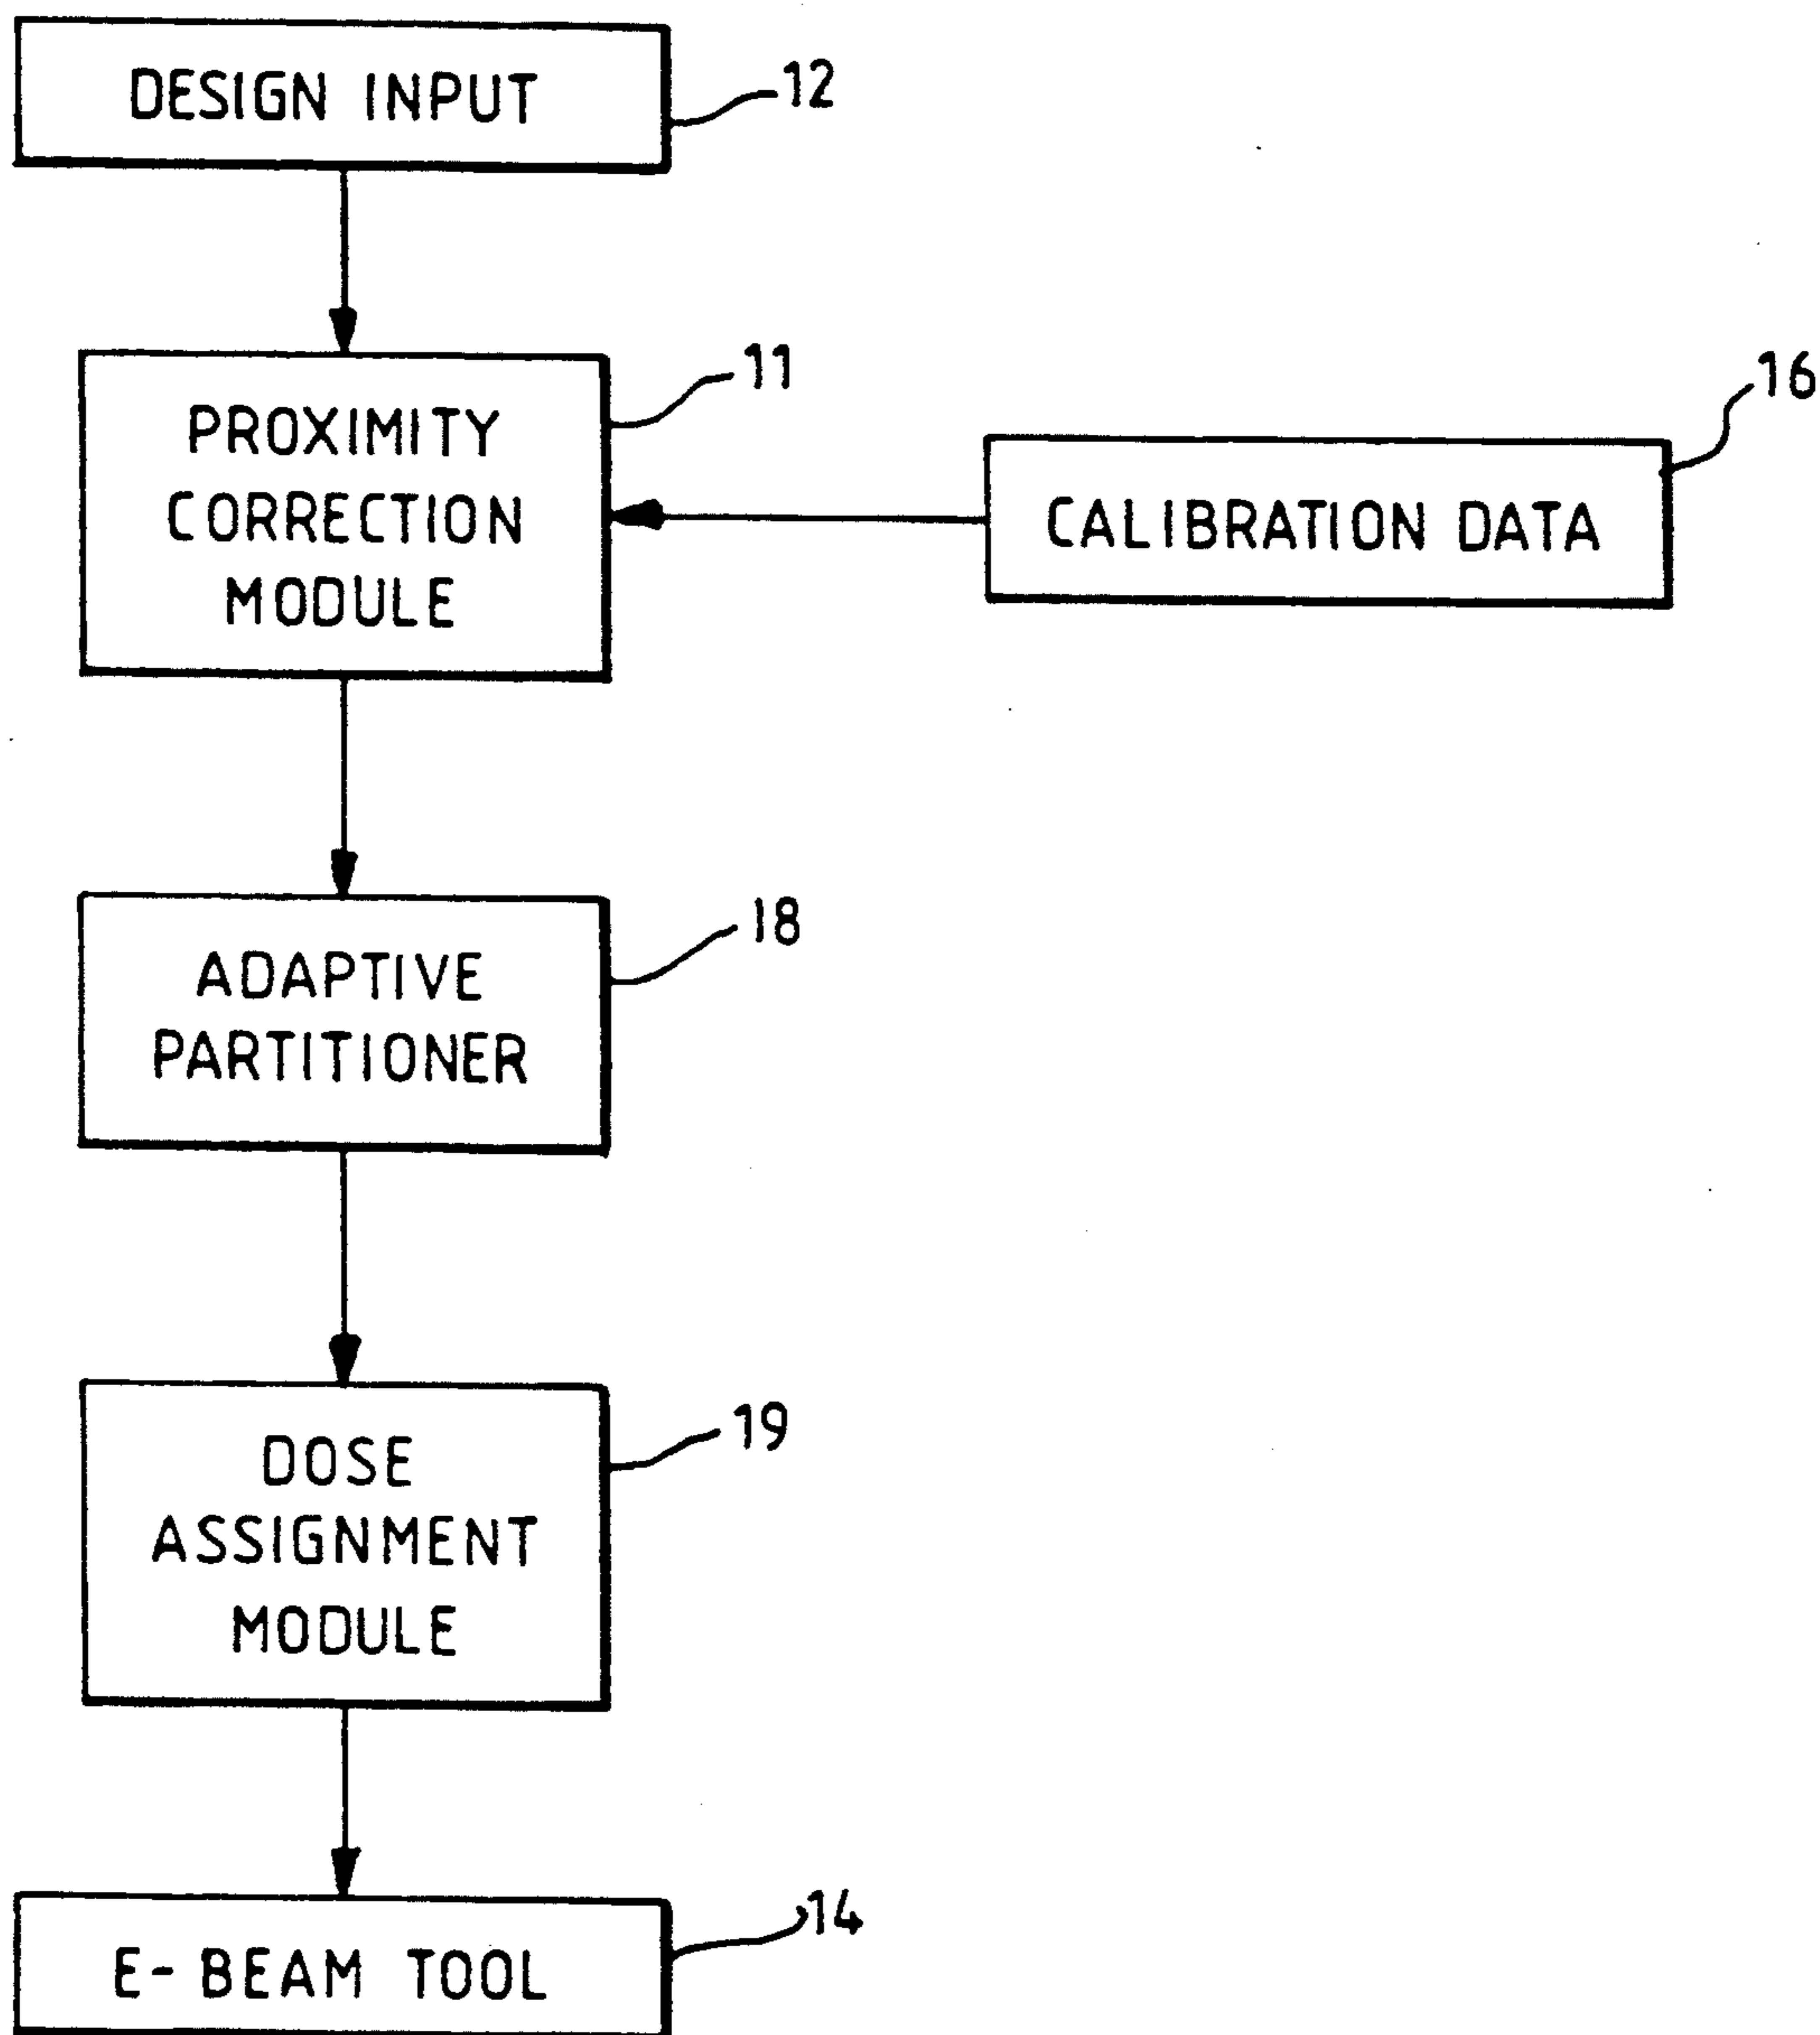 DESIGN INPUT
12
PROXIMITY
CORRECTION
MODULE
11
CALIBRATION DATA
16
ADAPTIVE
PARTITIONER
18
DOSE
ASSIGNMENT
MODULE
19
E-BEAM TOOL
14